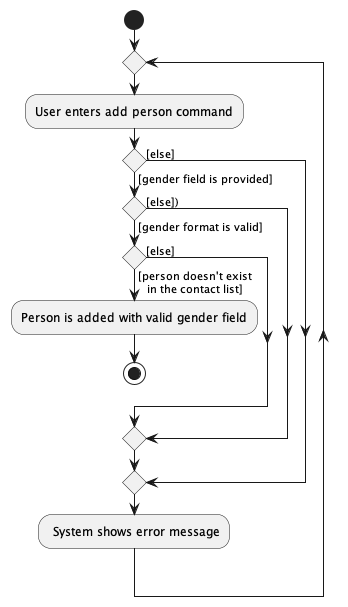 User enters add person command
[else]
[gender field is provided]
[else])
[gender format is valid]
[else]
[person doesn't exist
in the contact list]
Person is added with valid gender field
System shows error message